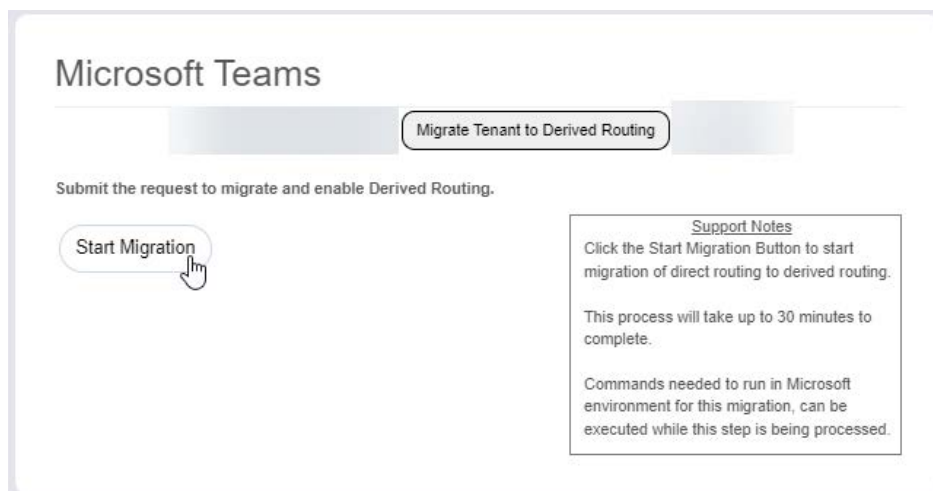 Microsoft Teams
Migrate Tenant to Derived Routing
Submit the request to migrate and enable Derived Routing.
Start Migration
Support Notes
Click the Start Migration Button to start
migration of direct routing to derived routing.
This process will take up to 30 minutes to
complete.
Commands needed to run in Microsoft
environment for this migration, can be
executed while this step is being processed.